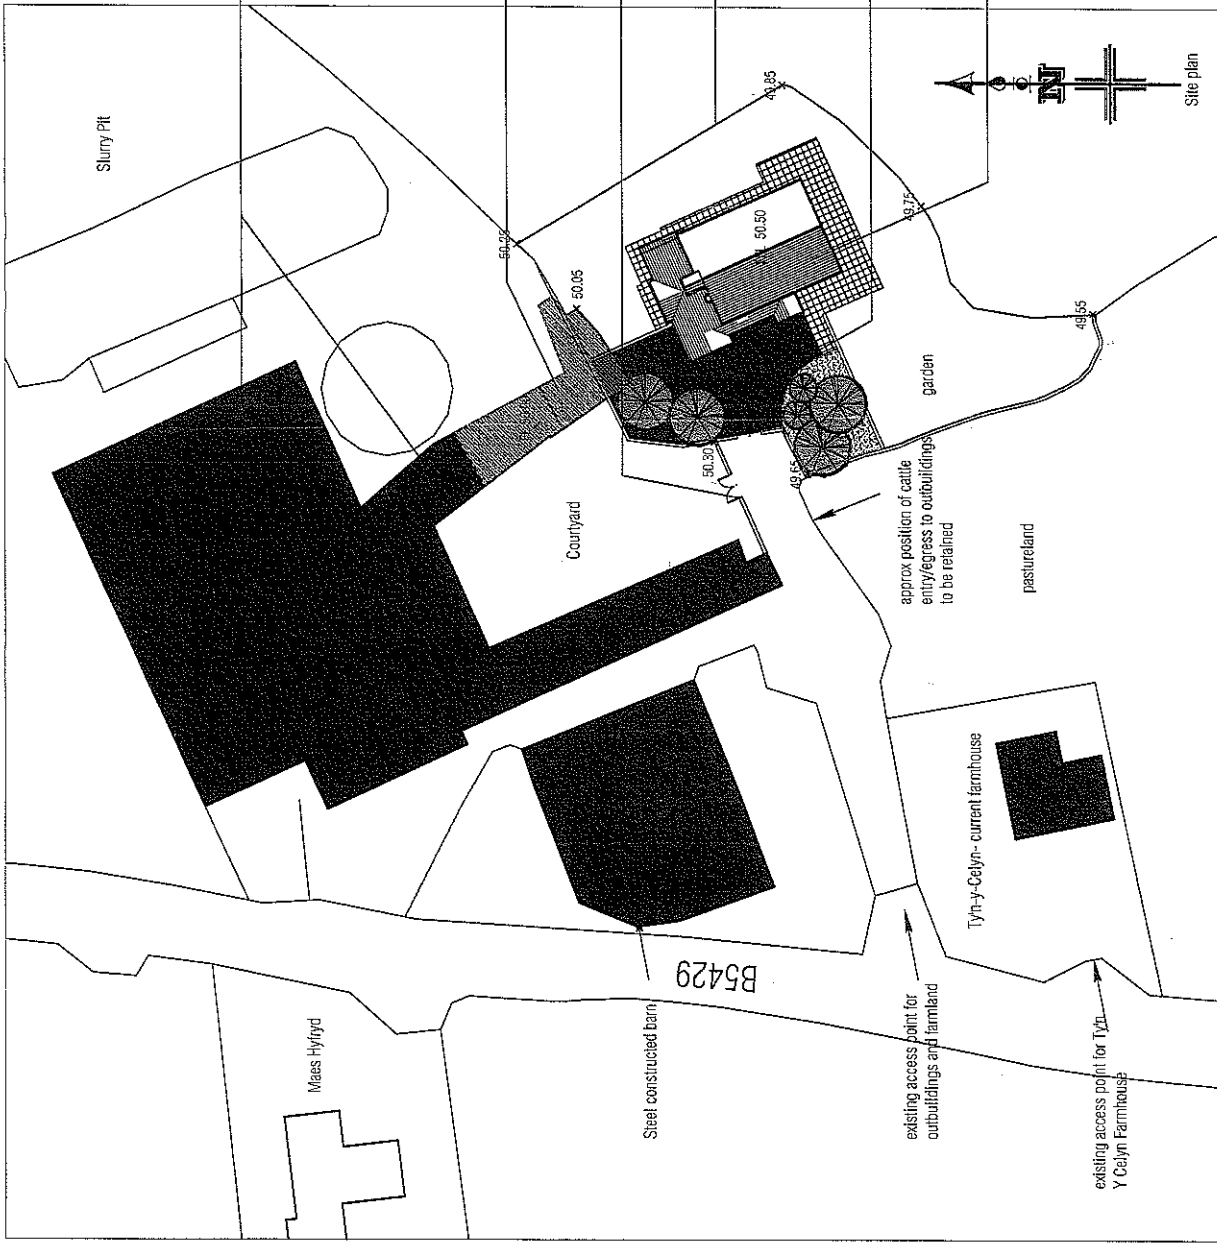 Slurry Pit
49.85
N
Site plan
50.25
50.05
50.50
49.75
49.55
garden
50.30
49.65
Courtyard
approx position of cattle
entry/egress to outbuildings
to be retained
pastureland
Ty'n-y-Celyn- current farmhouse
B5429
Steel constructed barn
existing access point for
outbuildings and farmland
existing access point for Ty'n
Y Celyn Farmhouse
Maes Hyfryd